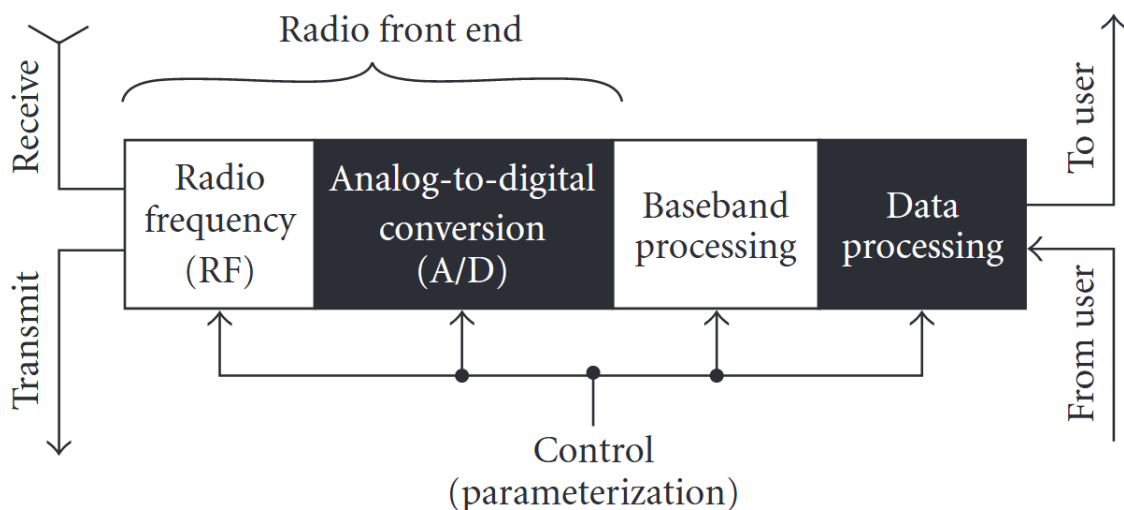 Radio front end
Receive
Transmit
Radio
frequency
(RF)
Analog-to-digital
conversion
(A/D)
Baseband
processing
Data
processing
To user
From user
Control
(parameterization)